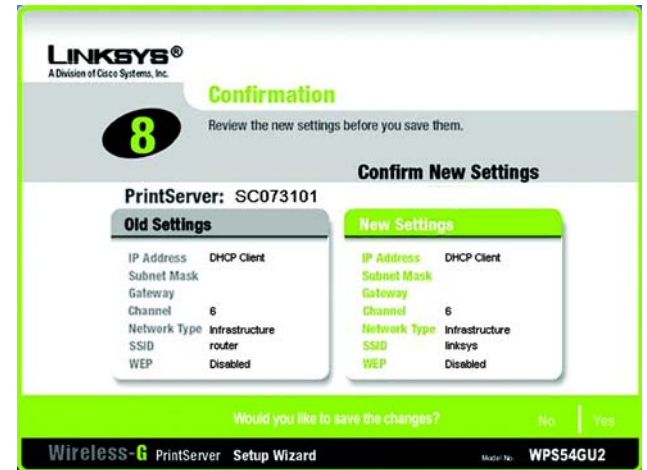 LINKSYS®
A Division of Cisco Systems, Inc.
Confirmation
8
Review the new settings before you save them.
Confirm New Settings
PrintServer: SC073101
Old Settings
IP Address DHCP Client
Subnet Mask
Gateway
Channel 6
Network Type Infrastructure
SSID router
WEP Disabled
New Settings
IP Address DHCP Client
Subnet Mask
Gateway
Channel 6
Network Type Infrastructure
SSID linksys
WEP Disabled
Would you like to save the changes? No Yes
Wireless-G PrintServer Setup Wizard Model No. WPS54GU2